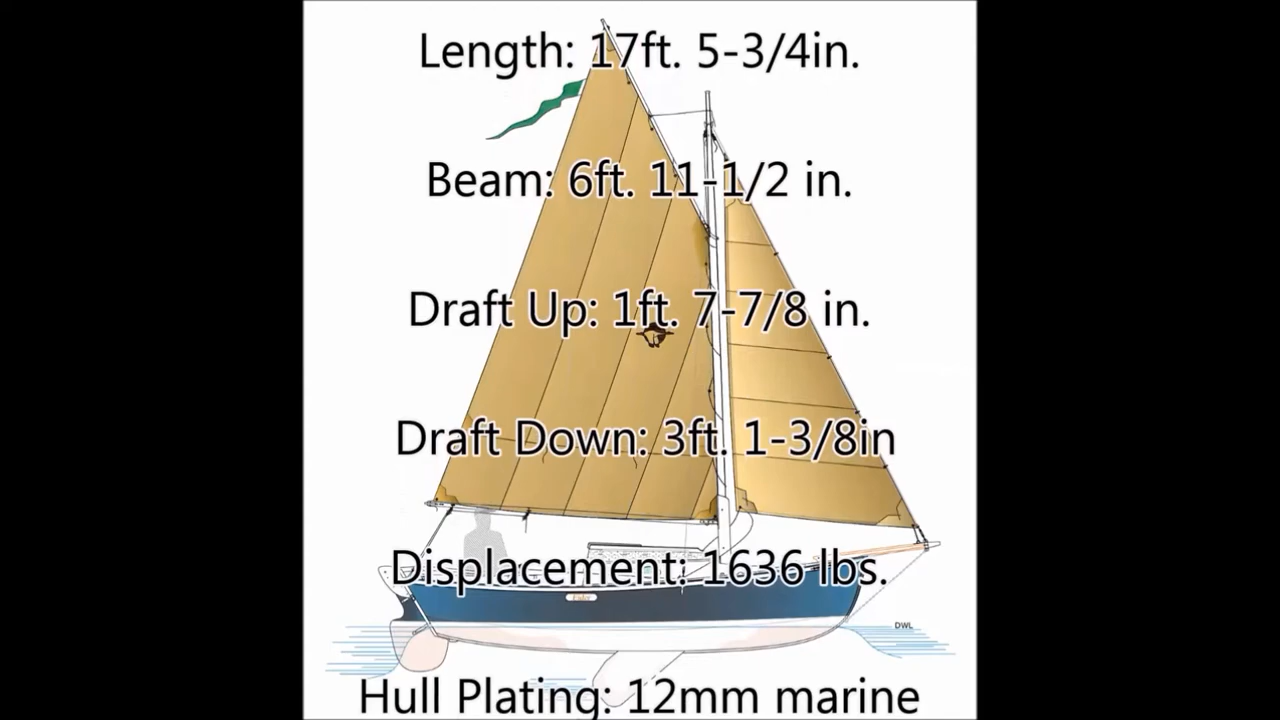 Length: 17ft. 5-3/4in.
Beam: 6ft. 11-1/2 in.
Draft Up: 1ft. 7-7/8 in.
Draft Down: 3ft. 1-3/8in
Displacement: 1636 lbs.
DWL
Hull Plating: 12mm marine